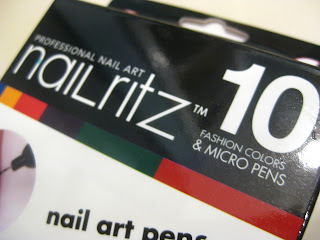 PROFESSIONAL NAIL ART
naiLritz™
10
FASHION COLORS
& MICRO PENS
nail art pens